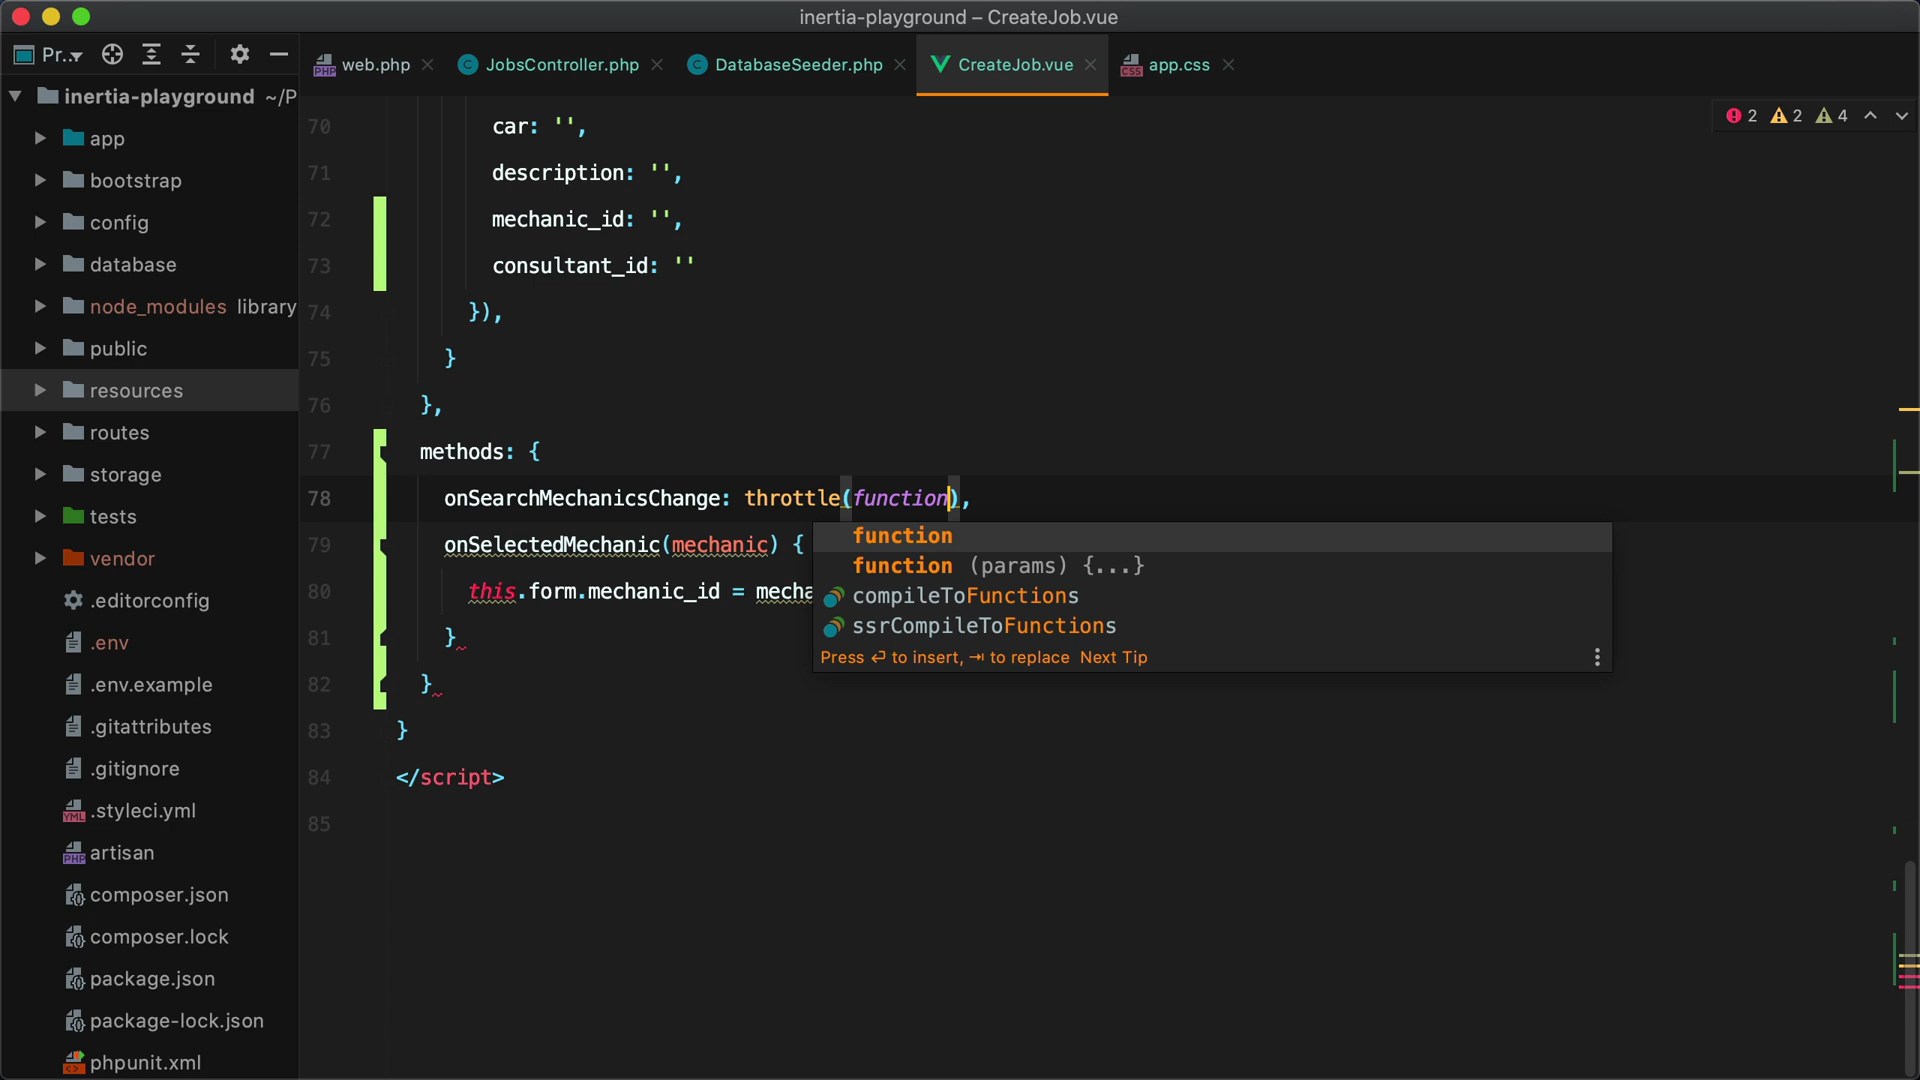 inertia-playground – CreateJob.vue
Pr...
web.php
JobsController.php
DatabaseSeeder.php
CreateJob.vue
app.css
inertia-playground ~/P
app
bootstrap
config
database
node_modules library
public
resources
routes
storage
tests
vendor
.editorconfig
.env
.env.example
.gitattributes
.gitignore
.styleci.yml
artisan
composer.json
composer.lock
package.json
package-lock.json
phpunit.xml
2 2 4
70 car: '',
71 description: '',
72 mechanic_id: '',
73 consultant_id: ''
74 }),
75 }
76 },
77 methods: {
78 onSearchMechanicsChange: throttle(function),
79 onSelectedMechanic(mechanic) {
80 this.form.mechanic_id = mecha
81 }
82 }
83 }
84 </script>
85
function
function (params) {...}
compileToFunctions
ssrCompileToFunctions
Press ⏎ to insert, ⇥ to replace Next Tip